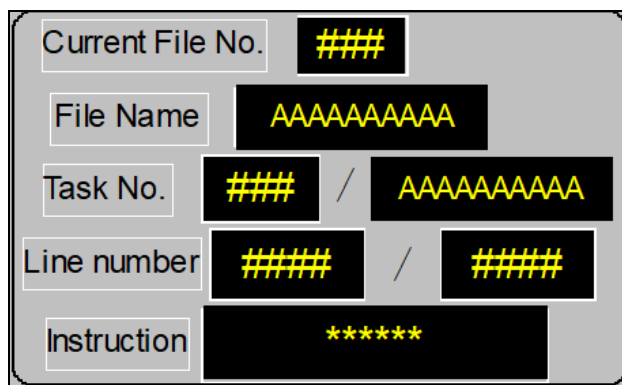 Current File No. ###
File Name AAAAAAAAAA
Task No. ### / AAAAAAAAAA
Line number #### / ####
Instruction ******